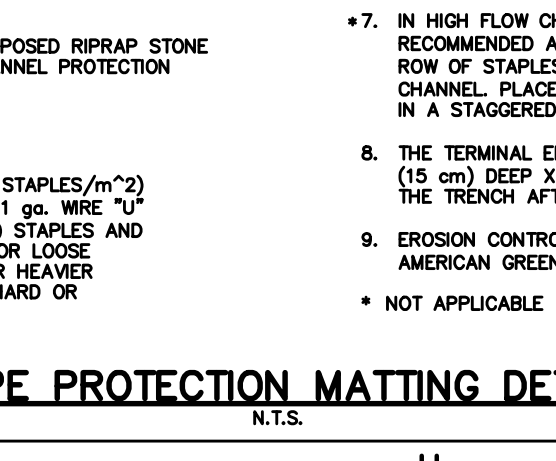 POSED RIPRAP STONE
NNEL PROTECTION
STAPLES/m^2)
1 ga. WIRE "U"
) STAPLES AND
OR LOOSE
R HEAVIER
HARD OR
*7. IN HIGH FLOW CH
RECOMMENDED A
ROW OF STAPLES
CHANNEL. PLACE
IN A STAGGERED
8. THE TERMINAL E
(15 cm) DEEP X
THE TRENCH AFT
9. EROSION CONTRO
AMERICAN GREEN
* NOT APPLICABLE
PE PROTECTION MATTING DET
N.T.S.